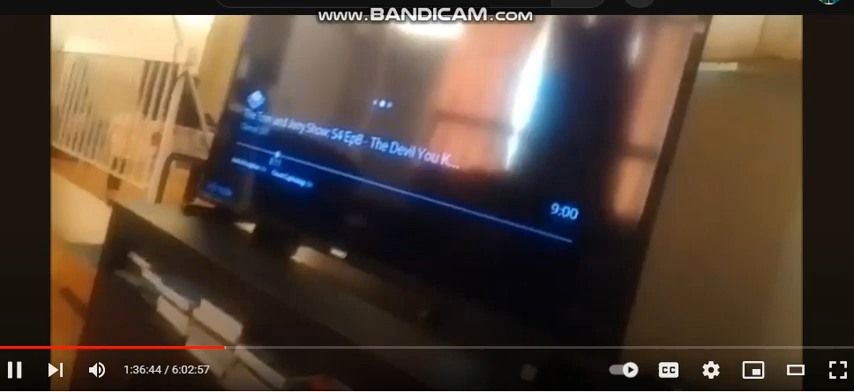 www.BANDICAM.com
The Tom and Jerry Show: S4 Ep8 - The Devil You K...
9:00
1:36:44 / 6:02:57
CC